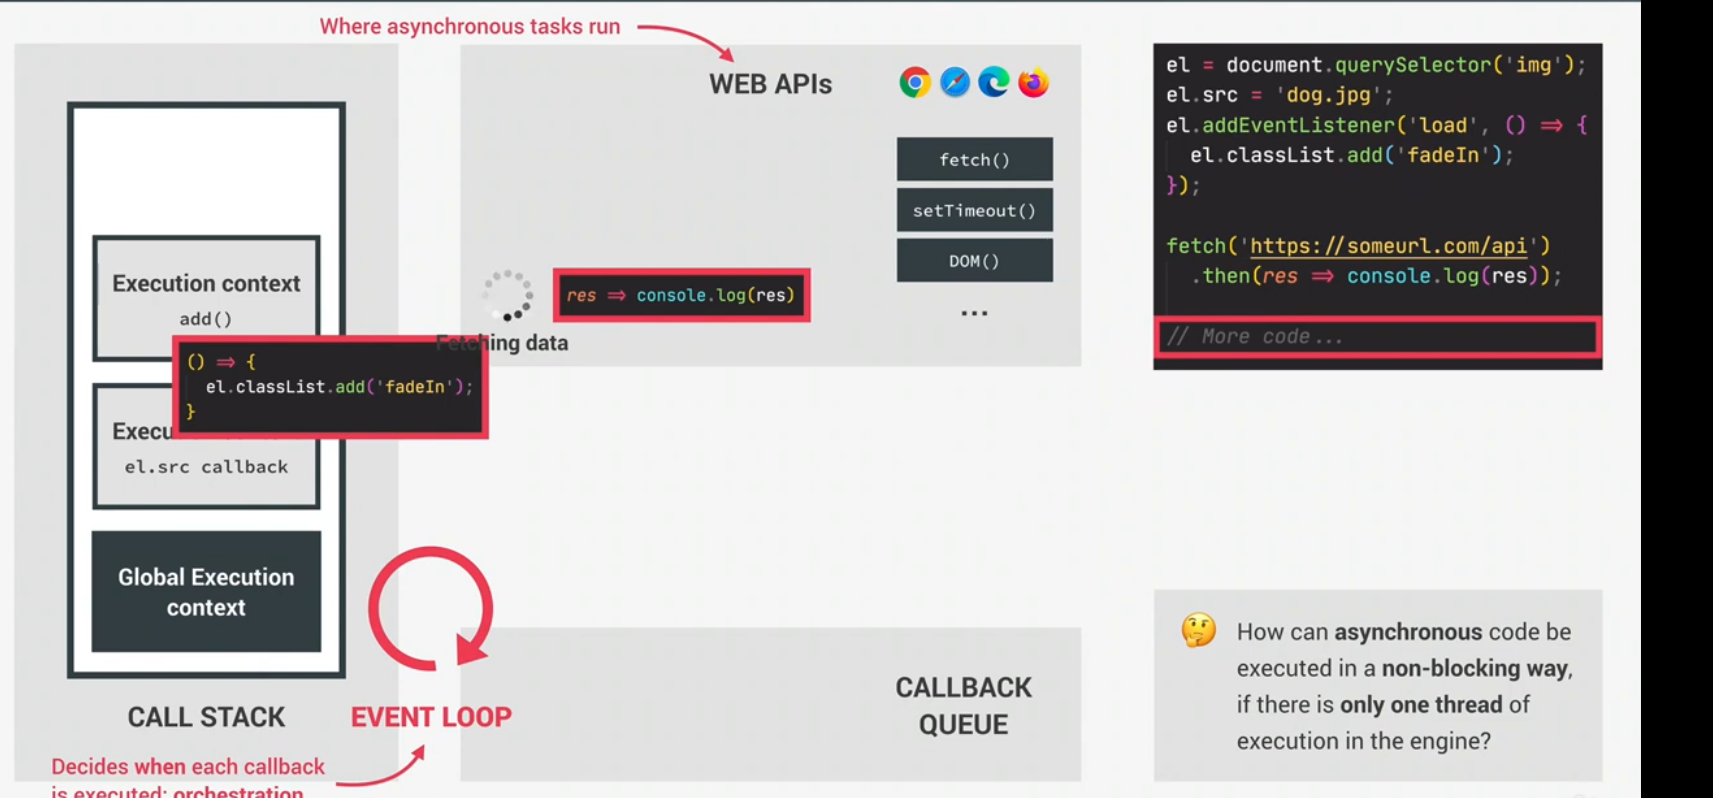 Where asynchronous tasks run
WEB APIs
fetch()
setTimeout()
DOM()
...
res => console.log(res)
Fetching data
Execution context
add()
() => {
el.classList.add('fadeIn');
}
Execu
el.src callback
Global Execution
context
CALL STACK
EVENT LOOP
Decides when each callback
is executed: orchestration
CALLBACK
QUEUE
el = document.querySelector('img');
el.src = 'dog.jpg';
el.addEventListener('load', () => {
el.classList.add('fadeIn');
});
fetch('https://someurl.com/api')
.then(res => console.log(res));
// More code...
How can asynchronous code be
executed in a non-blocking way,
if there is only one thread of
execution in the engine?